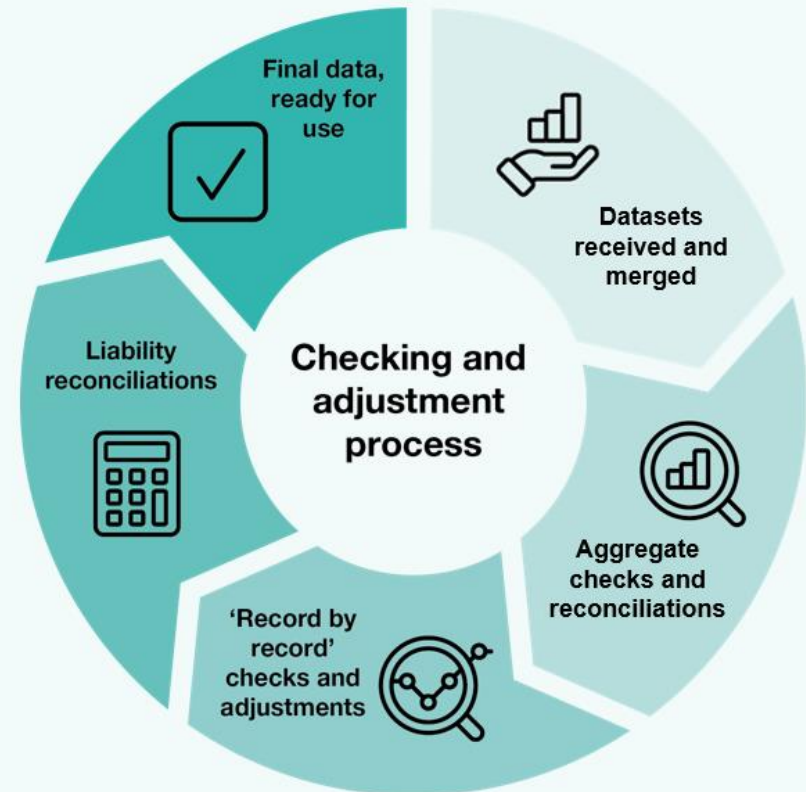 Checking and
adjustment
process
Datasets
received and
merged
Aggregate
checks and
reconciliations
‘Record by
record’
checks and
adjustments
Liability
reconciliations
Final data,
ready for
use